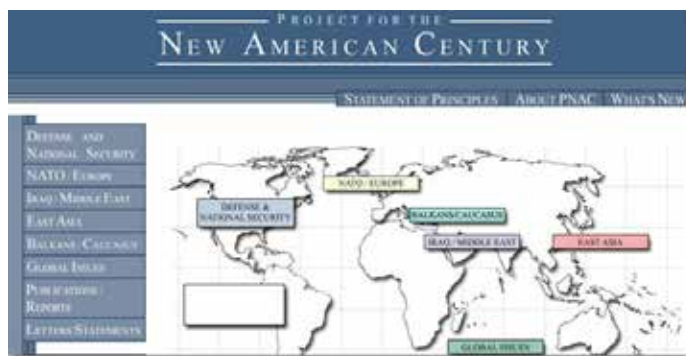 PROJECT FOR THE
NEW AMERICAN CENTURY
STATEMENT OF PRINCIPLES ABOUT PNAC WHAT'S NEW
DEFENSE AND
NATIONAL SECURITY
NATO / EUROPE
IRAQ / MIDDLE EAST
EAST ASIA
BALKANS / CAUCASUS
GLOBAL ISSUES
PUBLICATIONS /
REPORTS
LETTERS STATEMENTS
NATO / EUROPE
DEFENSE &
NATIONAL SECURITY
BALKANS/CAUCASUS
IRAQ / MIDDLE EAST
EAST ASIA
GLOBAL ISSUES